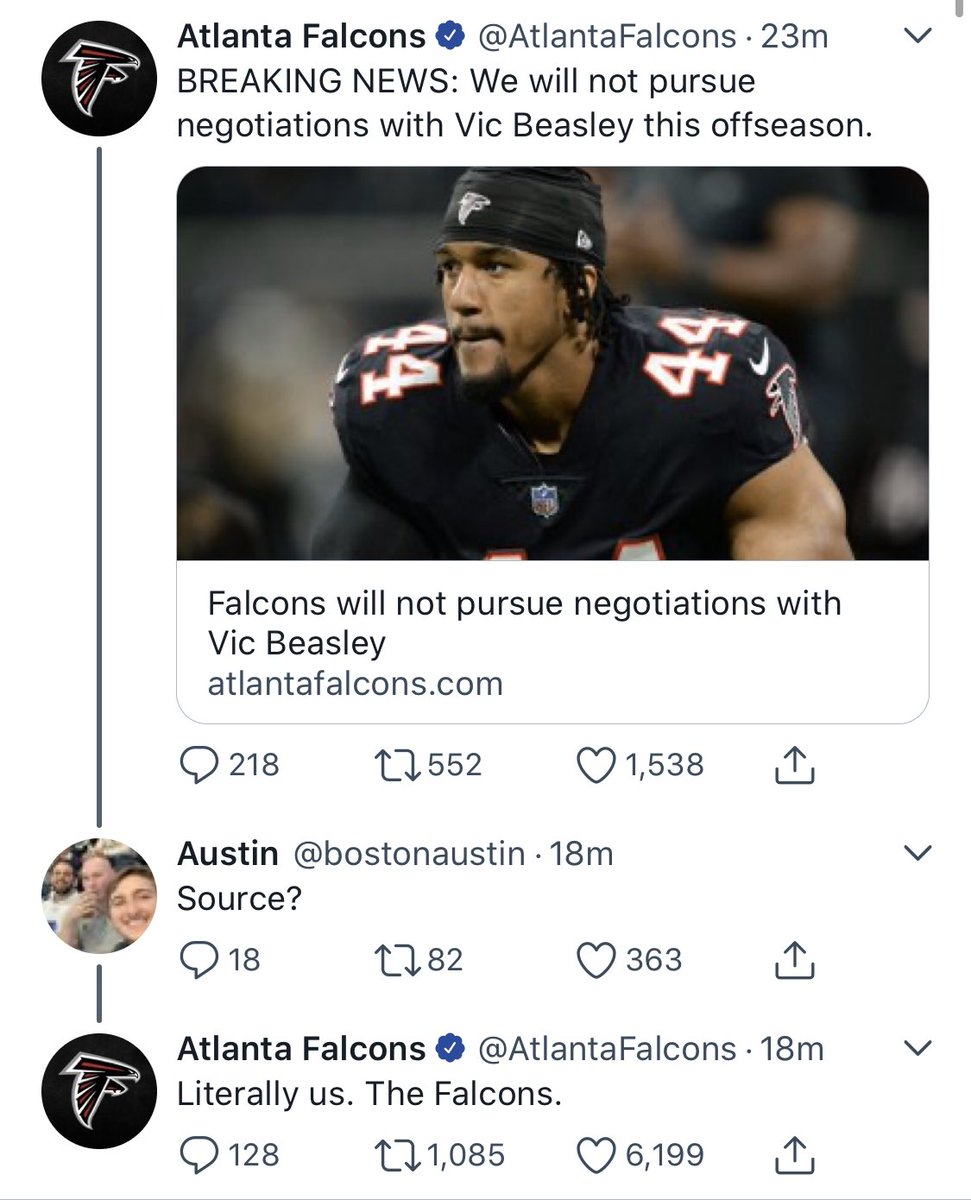 Atlanta Falcons @AtlantaFalcons · 23m
BREAKING NEWS: We will not pursue
negotiations with Vic Beasley this offseason.
44 44
Falcons will not pursue negotiations with
Vic Beasley
atlantafalcons.com
218 552 1,538
Austin @bostonaustin · 18m
Source?
18 82 363
Atlanta Falcons @AtlantaFalcons · 18m
Literally us. The Falcons.
128 1,085 6,199